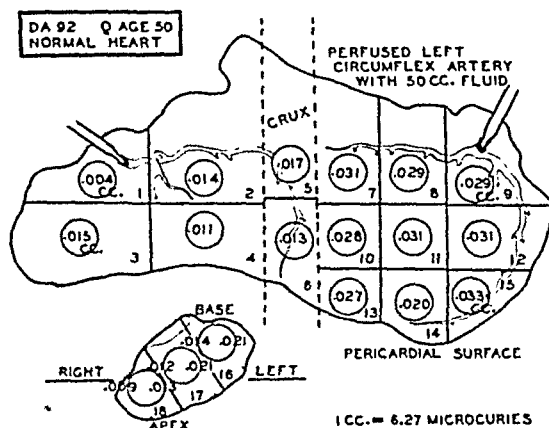 DA 92 ♀ AGE 50
NORMAL HEART
PERFUSED LEFT
CIRCUMFLEX ARTERY
WITH 50 CC. FLUID
CRUX
.004 CC. 1
.014 2
.017 5
.031 7
.029 8
.029 CC. 9
.015 CC. 3
.011 4
.013 6
.028 10
.031 11
.031 12
.027 13
.020 14
.033 CC. 15
BASE
.014 .021 16
.012 .021 17
.009 .013 18
RIGHT
LEFT
APEX
PERICARDIAL SURFACE
1 CC. = 6.27 MICROCURIES